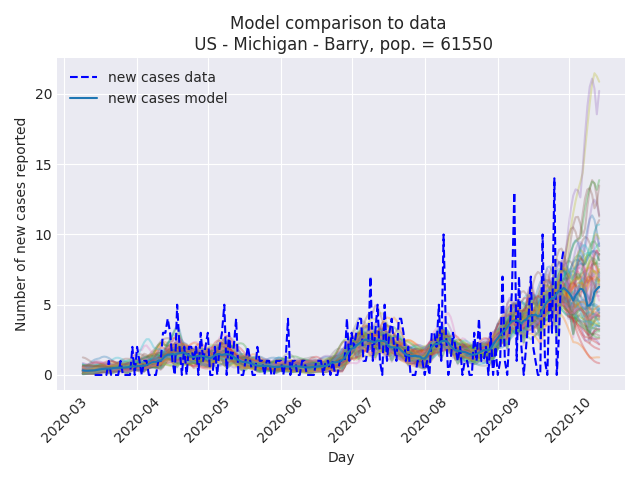 Model comparison to data
US - Michigan - Barry, pop. = 61550
new cases data
new cases model
Number of new cases reported
20
15
10
5
0
2020-03
2020-04
2020-05
2020-06
2020-07
2020-08
2020-09
2020-10
Day